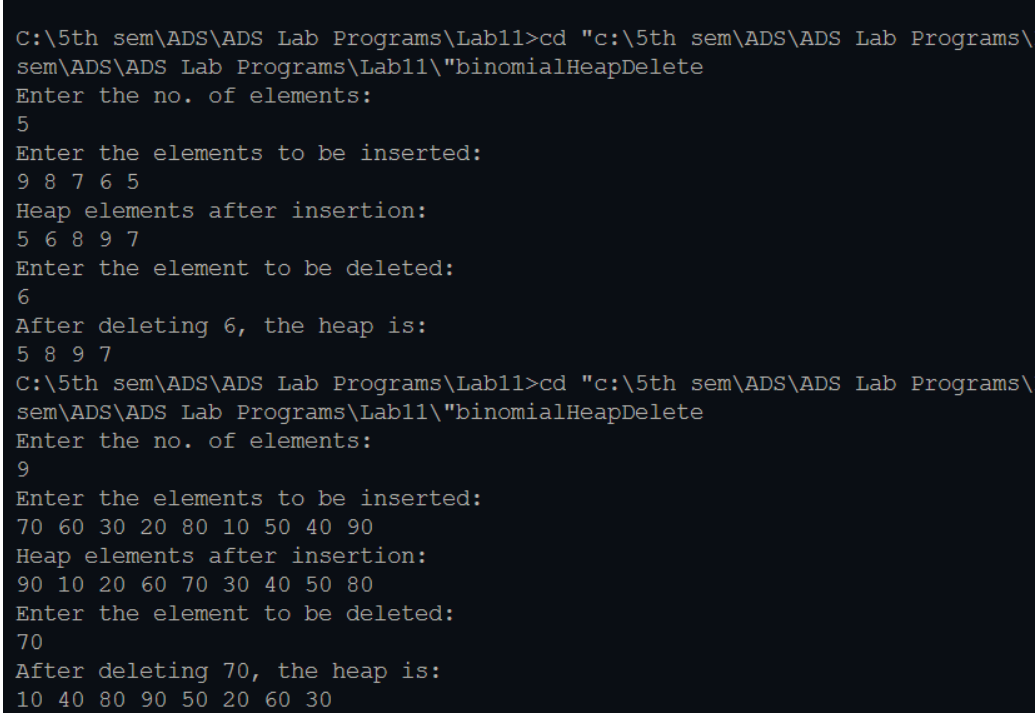 C:\5th sem\ADS\ADS Lab Programs\Lab11>cd "c:\5th sem\ADS\ADS Lab Programs\
sem\ADS\ADS Lab Programs\Lab11\"binomialHeapDelete
Enter the no. of elements:
5
Enter the elements to be inserted:
9 8 7 6 5
Heap elements after insertion:
5 6 8 9 7
Enter the element to be deleted:
6
After deleting 6, the heap is:
5 8 9 7
C:\5th sem\ADS\ADS Lab Programs\Lab11>cd "c:\5th sem\ADS\ADS Lab Programs\
sem\ADS\ADS Lab Programs\Lab11\"binomialHeapDelete
Enter the no. of elements:
9
Enter the elements to be inserted:
70 60 30 20 80 10 50 40 90
Heap elements after insertion:
90 10 20 60 70 30 40 50 80
Enter the element to be deleted:
70
After deleting 70, the heap is:
10 40 80 90 50 20 60 30